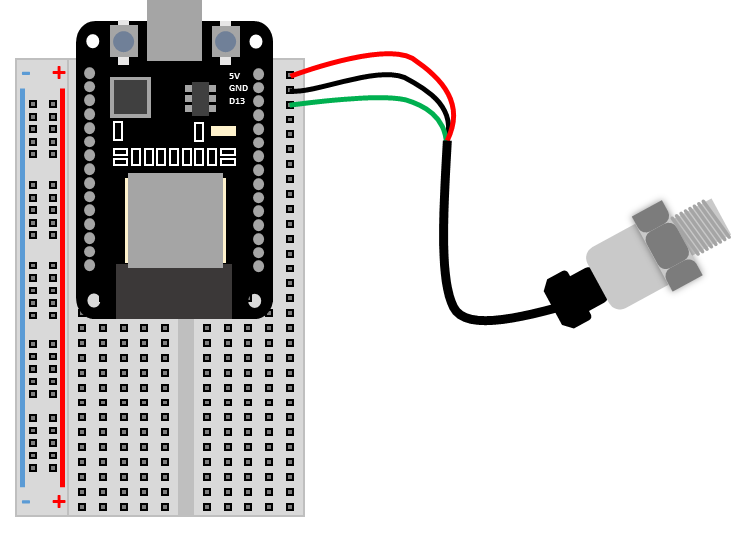 - +
5V
GND
D13
- +